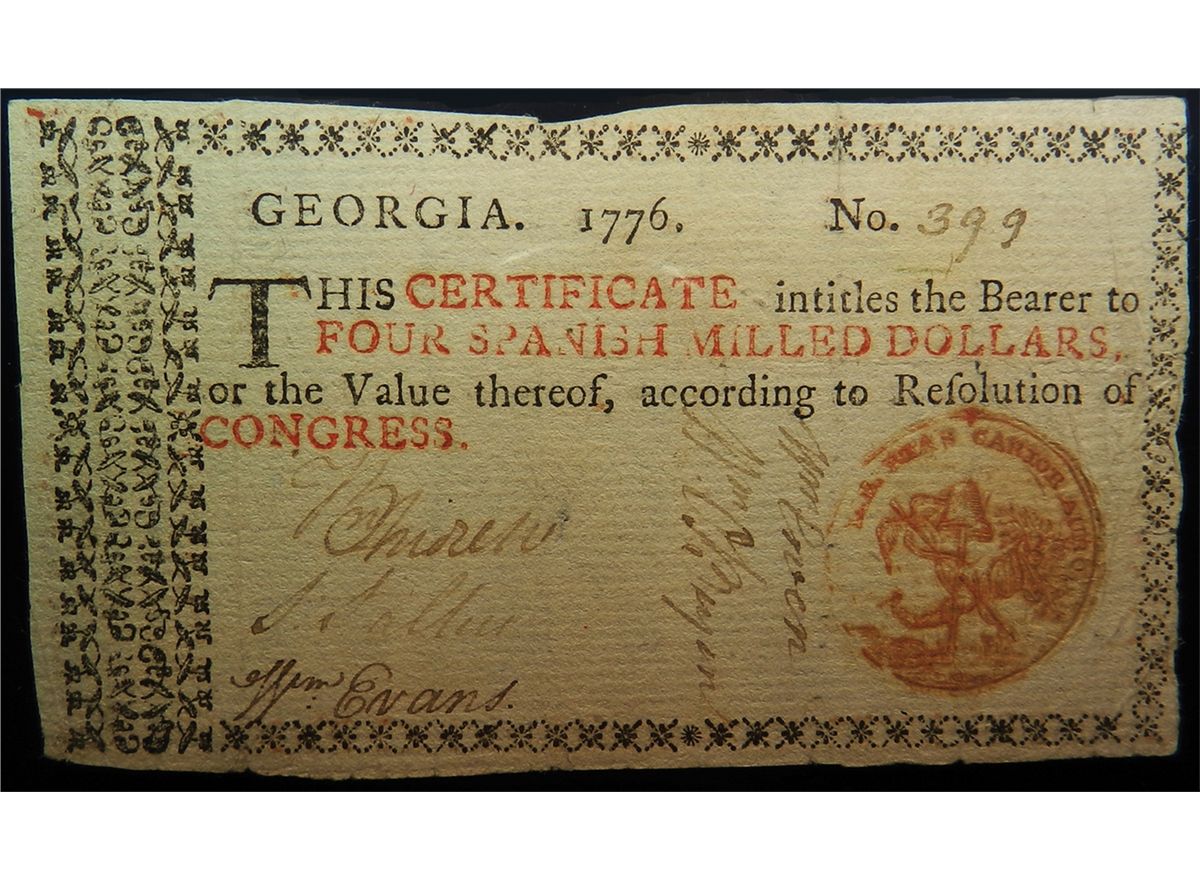 GEORGIA. 1776. No. 399
THIS CERTIFICATE intitles the Bearer to
FOUR SPANISH MILLED DOLLARS,
or the Value thereof, according to Reſolution of
CONGRESS.
Wm Evans.